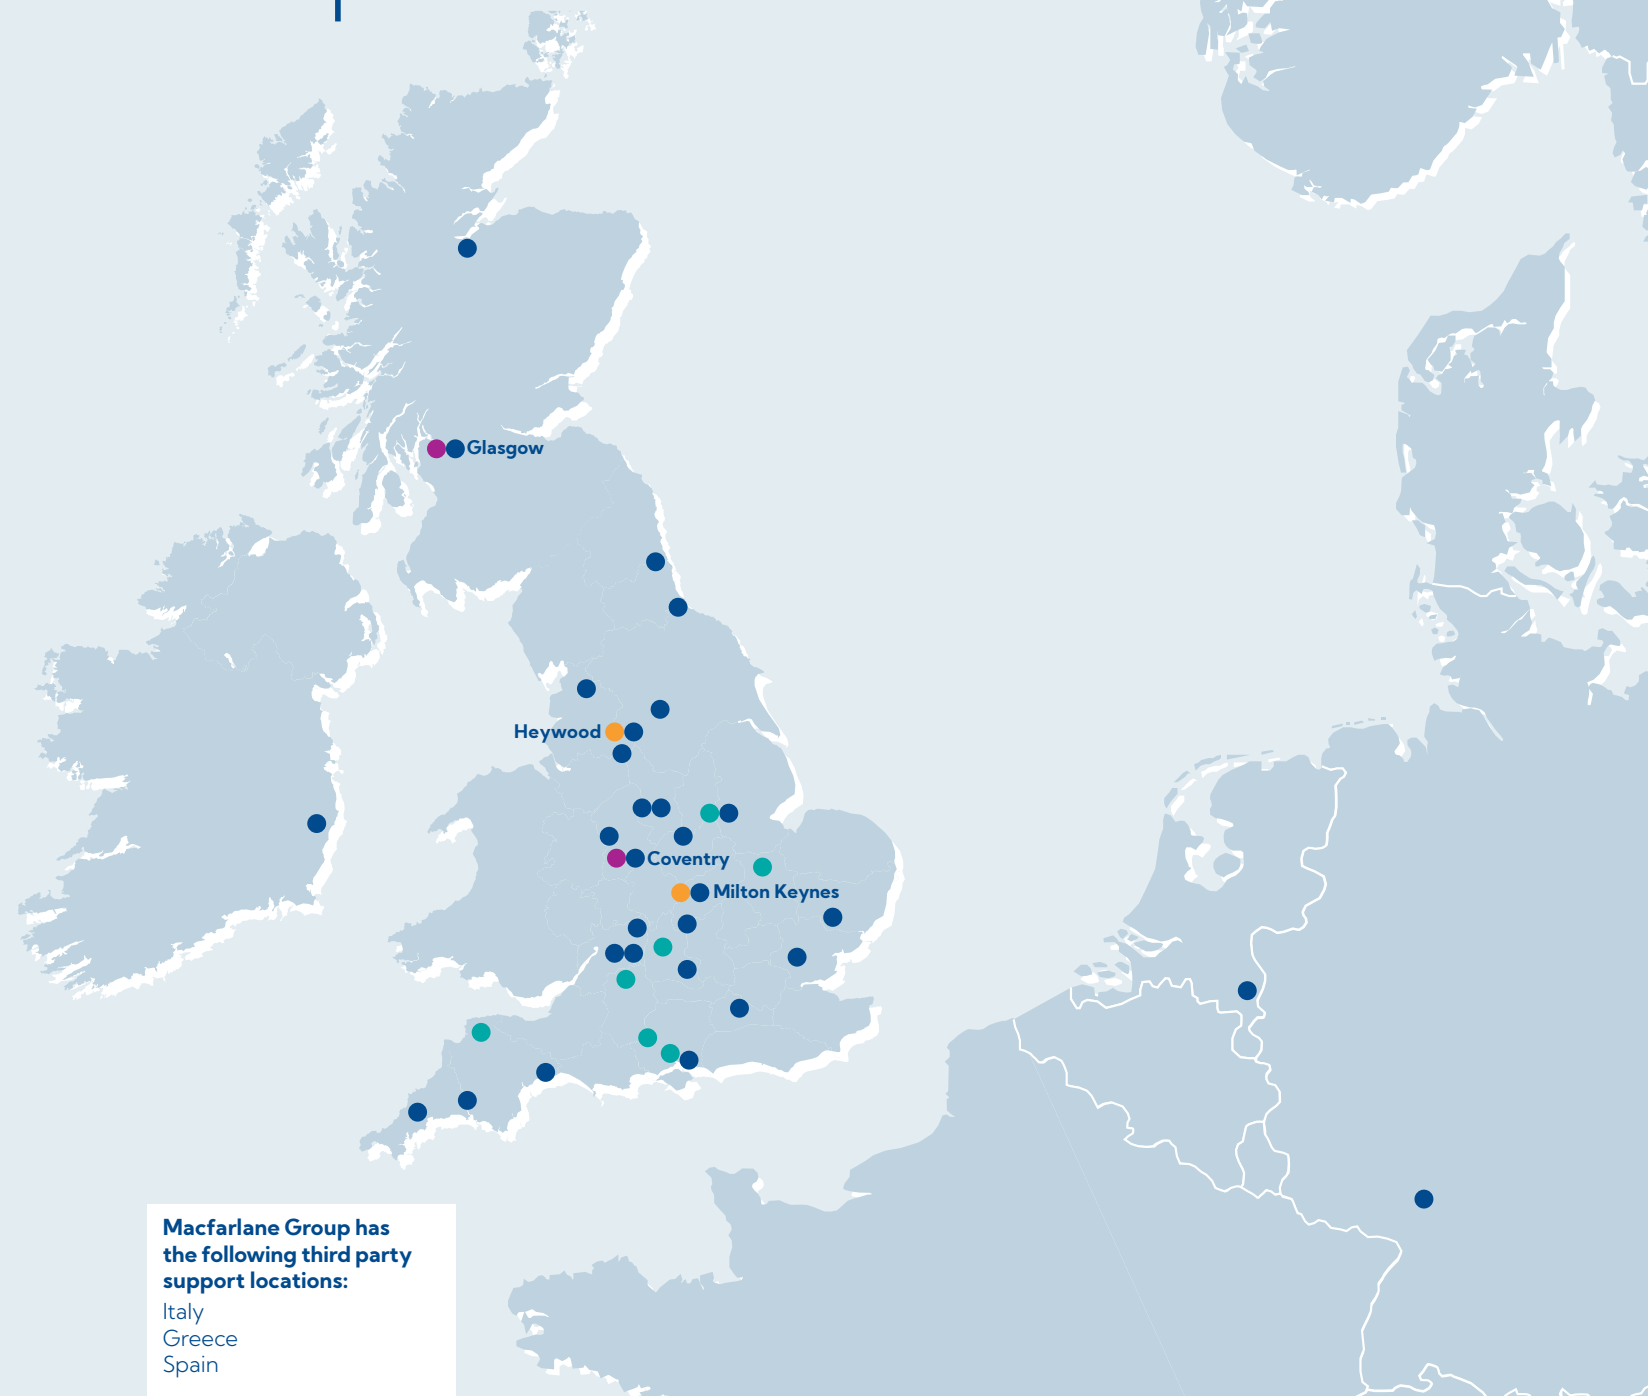 Glasgow
Heywood
Coventry
Milton Keynes
Macfarlane Group has
the following third party
support locations:
Italy
Greece
Spain